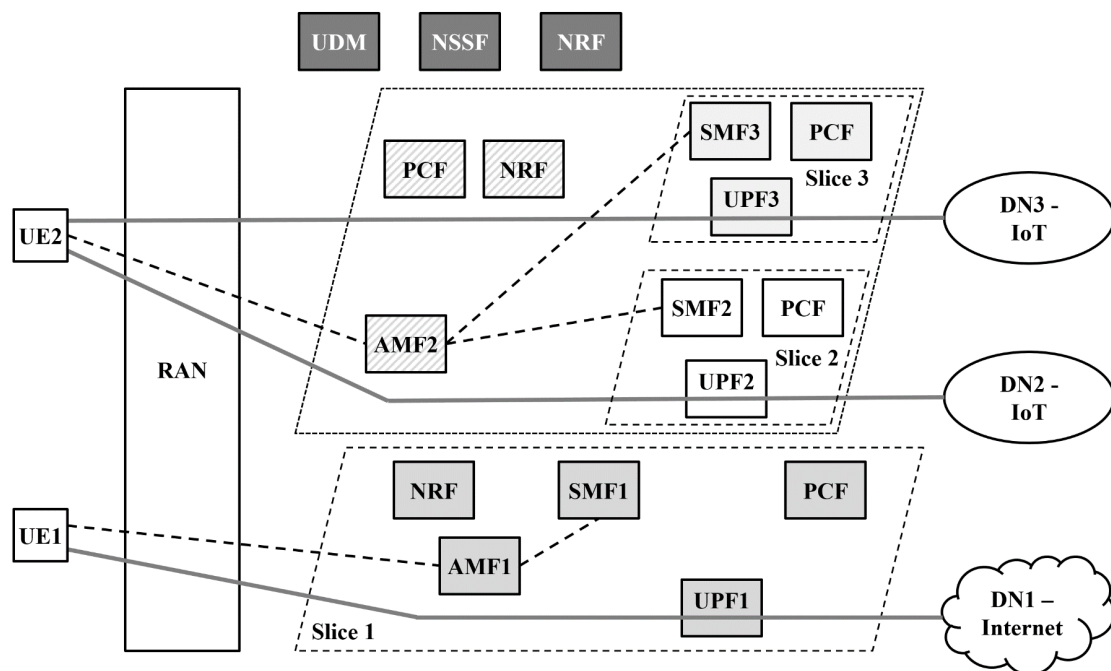 UDM
NSSF
NRF
SMF3
PCF
PCF
NRF
Slice 3
UPF3
DN3 -
IoT
UE2
SMF2
PCF
AMF2
Slice 2
RAN
UPF2
DN2 -
IoT
NRF
SMF1
PCF
UE1
AMF1
UPF1
DN1 –
Internet
Slice 1